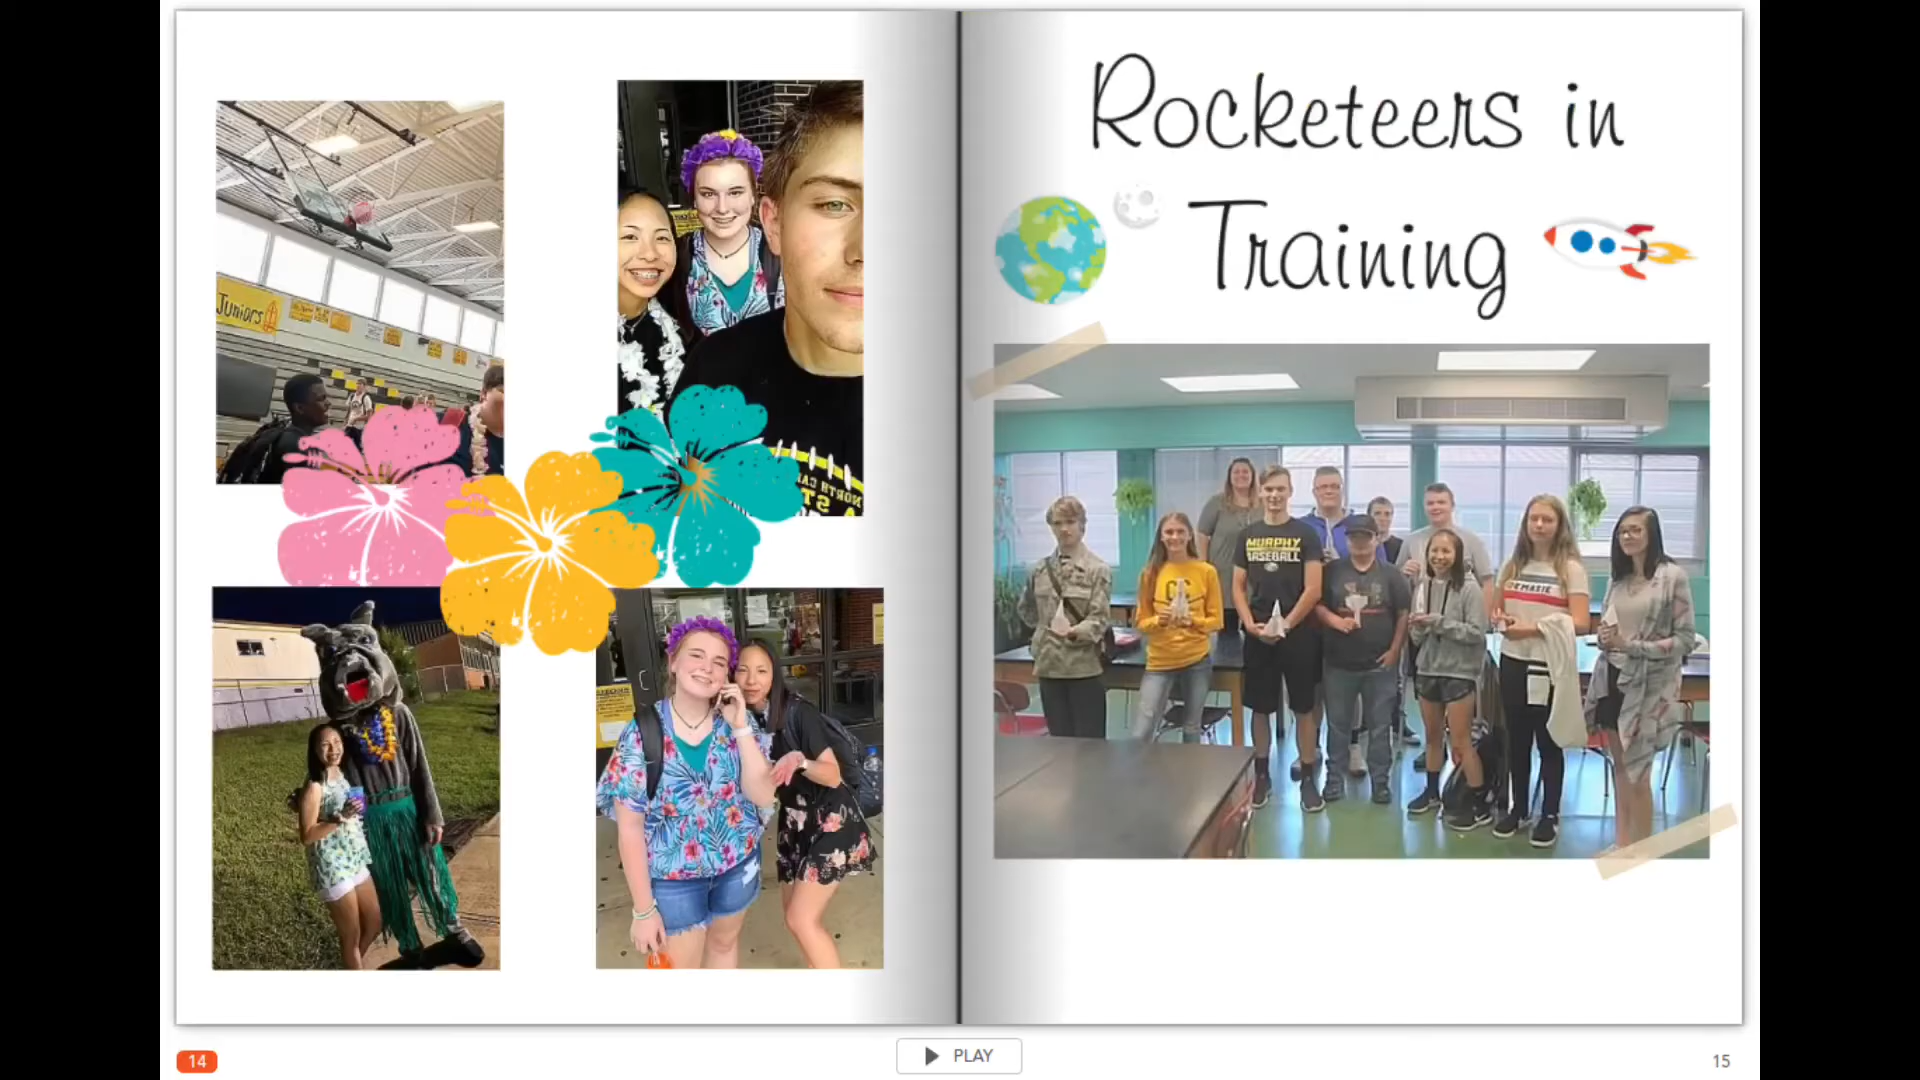 Juniors
Rocketeers in
Training
MURPHY
BASEBALL
14
PLAY
15